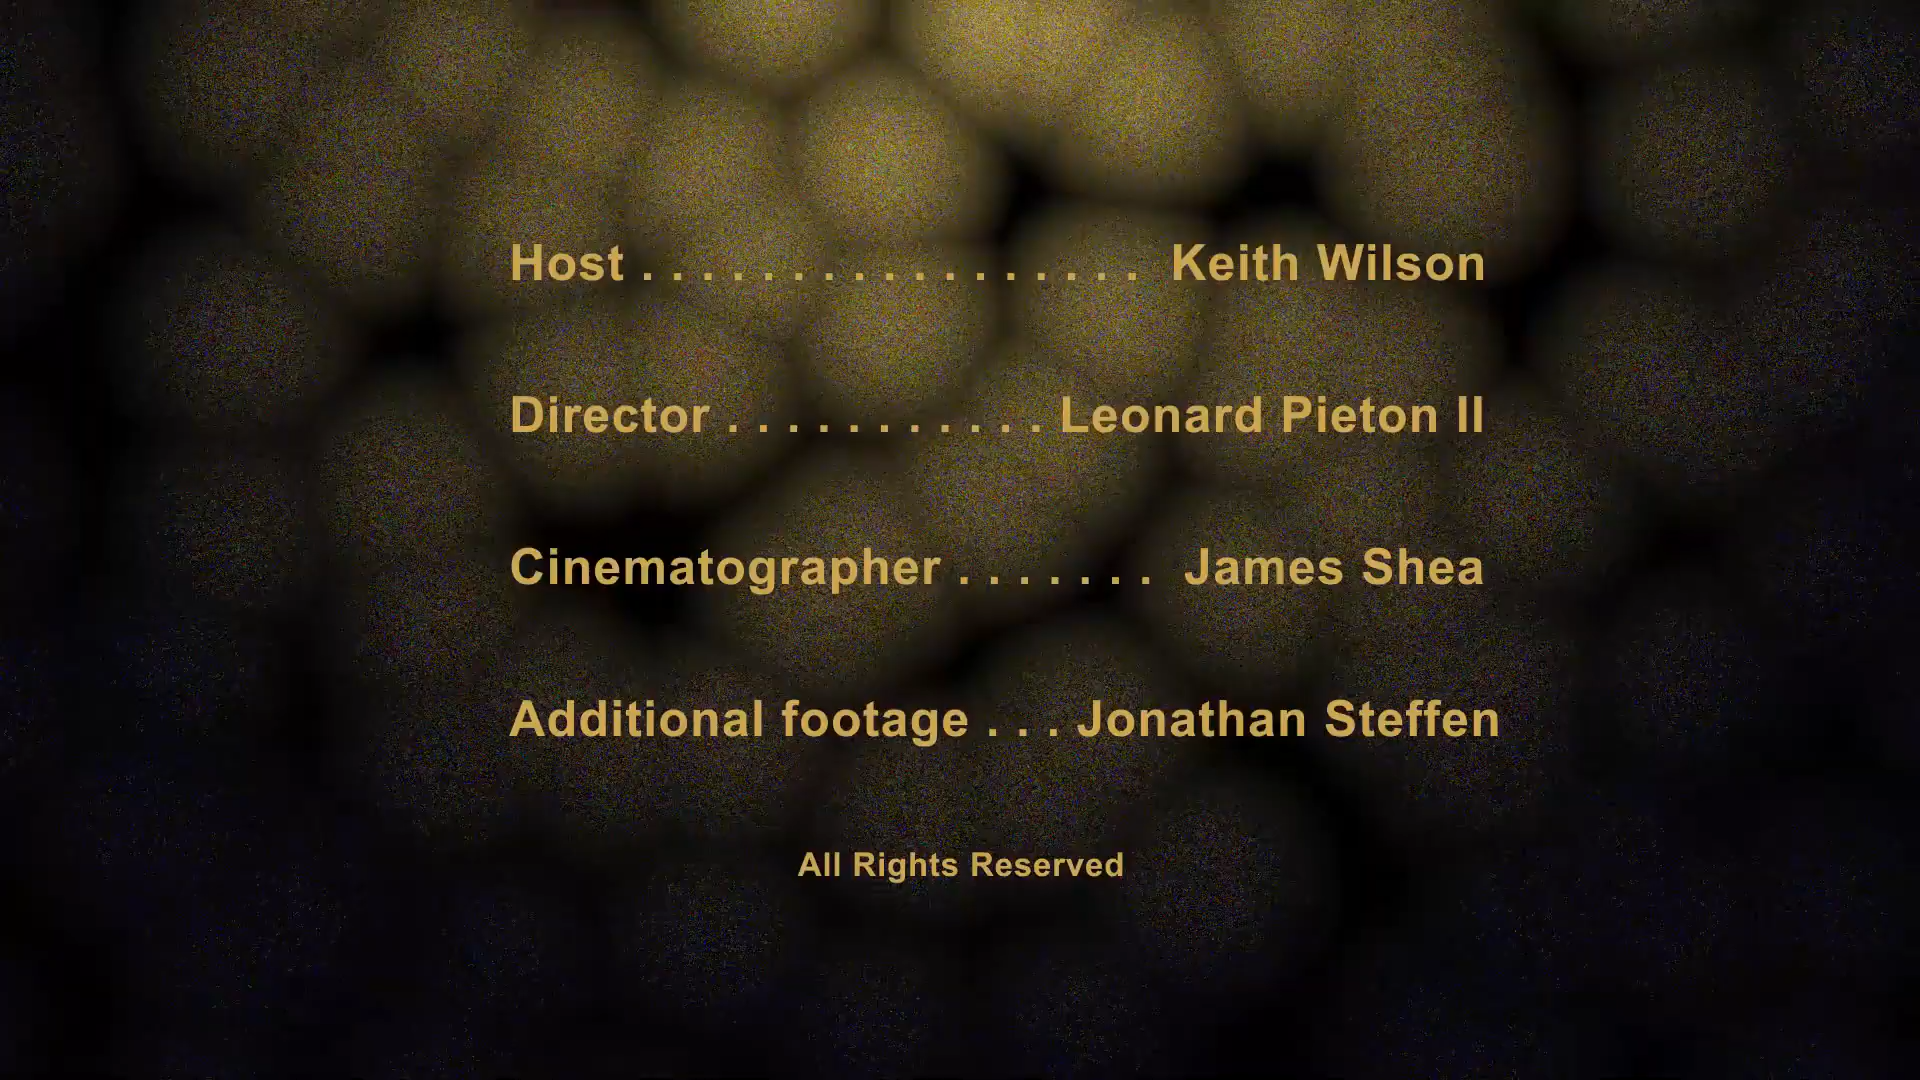 Host . . . . . . . . . . . . . . . . . Keith Wilson
Director . . . . . . . . . . . Leonard Pieton II
Cinematographer . . . . . . . James Shea
Additional footage . . . Jonathan Steffen
All Rights Reserved